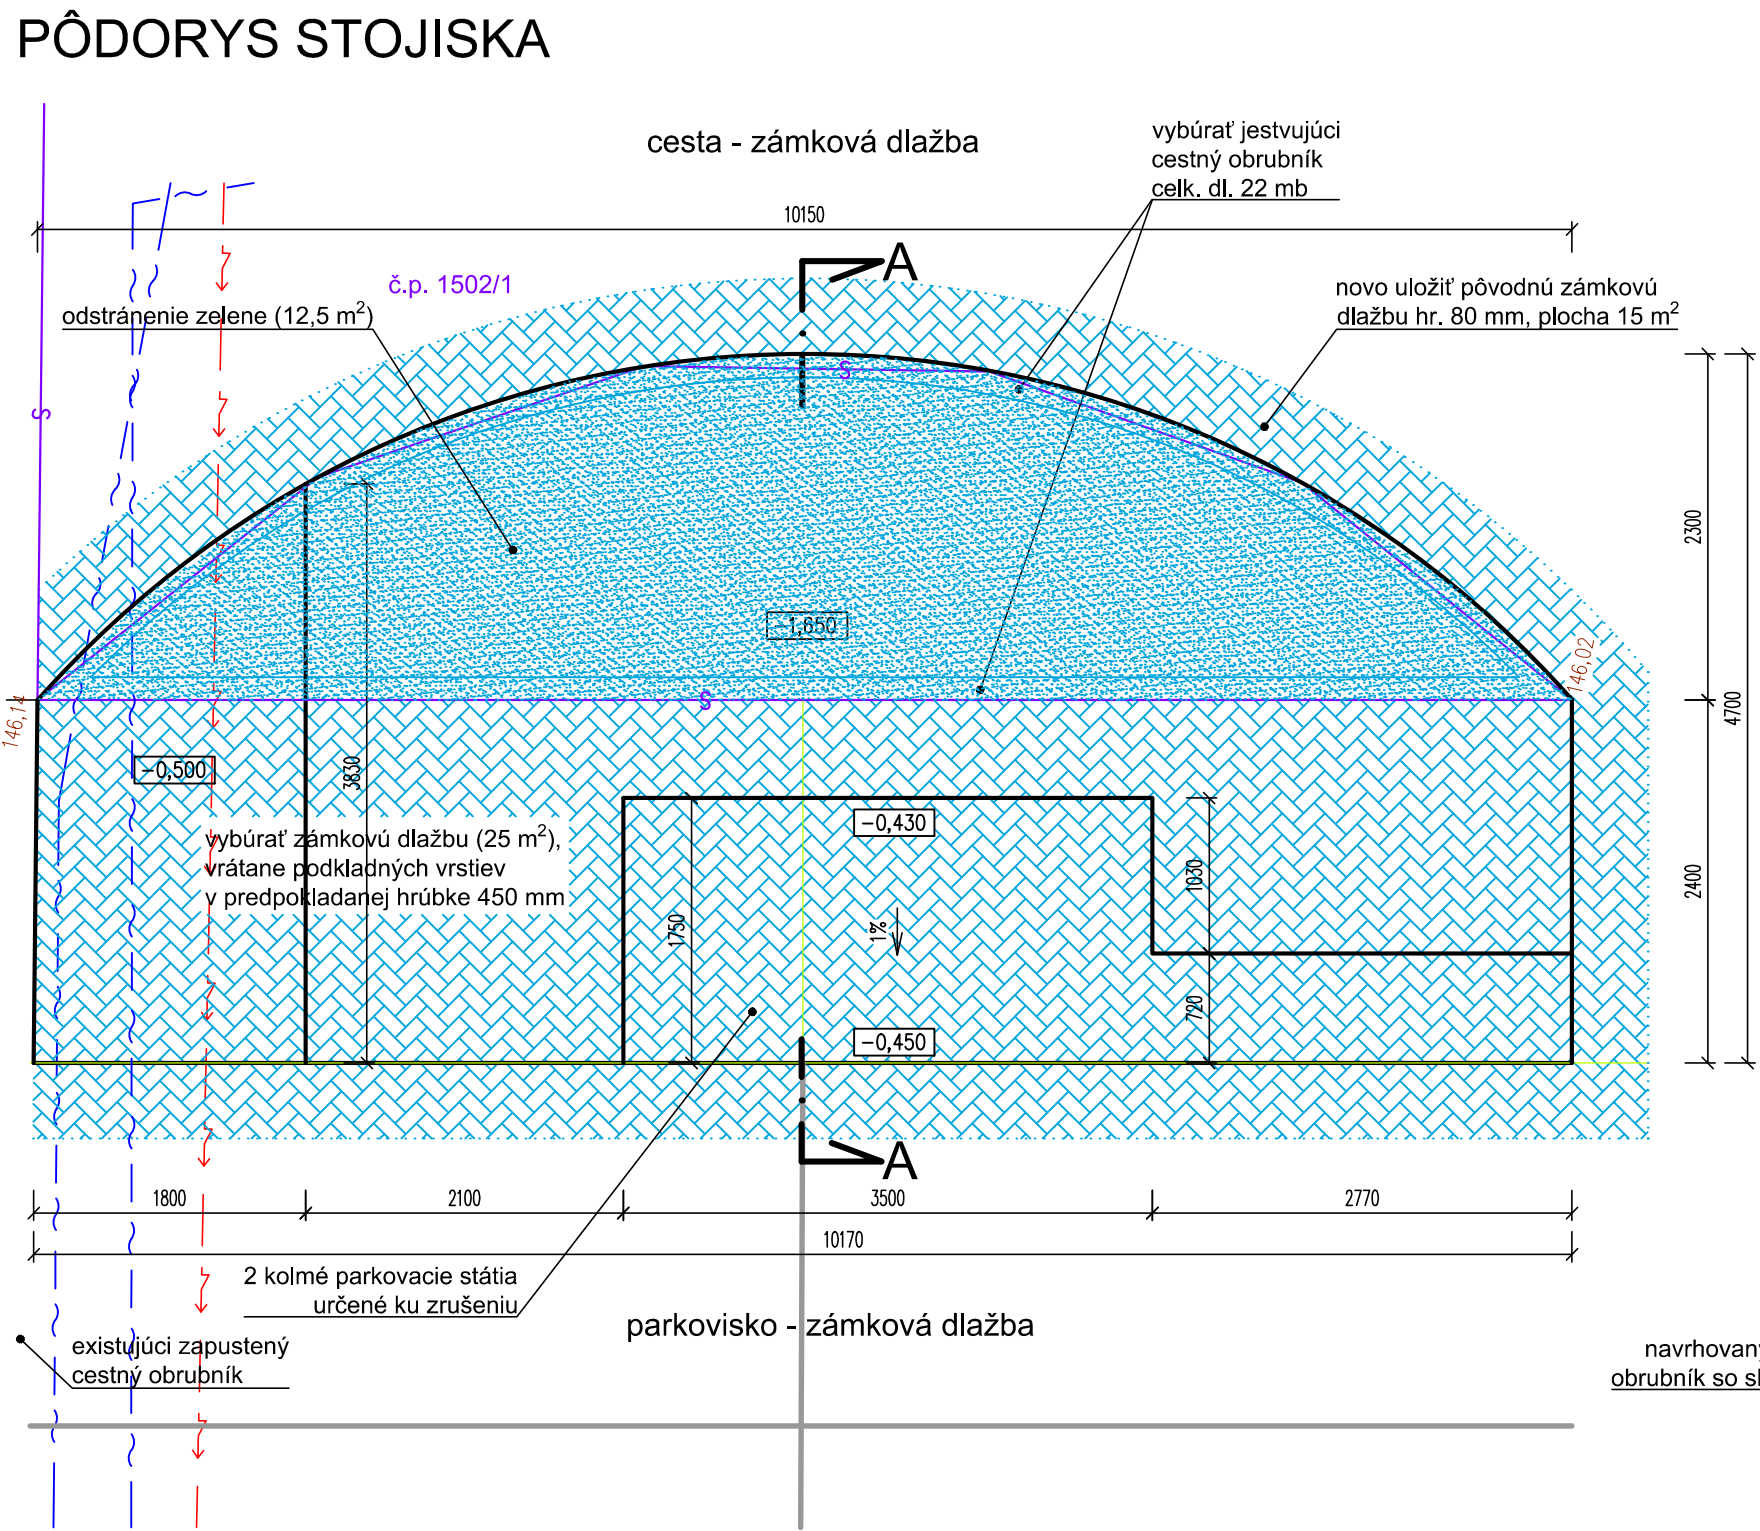 PÔDORYS STOJISKA
cesta - zámková dlažba
vybúrať jestvujúci
cestný obrubník
celk. dl. 22 mb
10150
A
č.p. 1502/1
odstránenie zelene (12,5 m²)
novo uložiť pôvodnú zámkovú
dlažbu hr. 80 mm, plocha 15 m²
S
S
2300
-1,650
146,02
146,14
S
4700
-0,500
3830
-0,430
vybúrať zámkovú dlažbu (25 m²),
vrátane podkladných vrstiev
v predpokladanej hrúbke 450 mm
1030
2400
1750
1%
720
-0,450
A
1800
2100
3500
2770
10170
2 kolmé parkovacie státia
určené ku zrušeniu
parkovisko - zámková dlažba
existujúci zapustený
cestný obrubník
navrhovaný
obrubník so